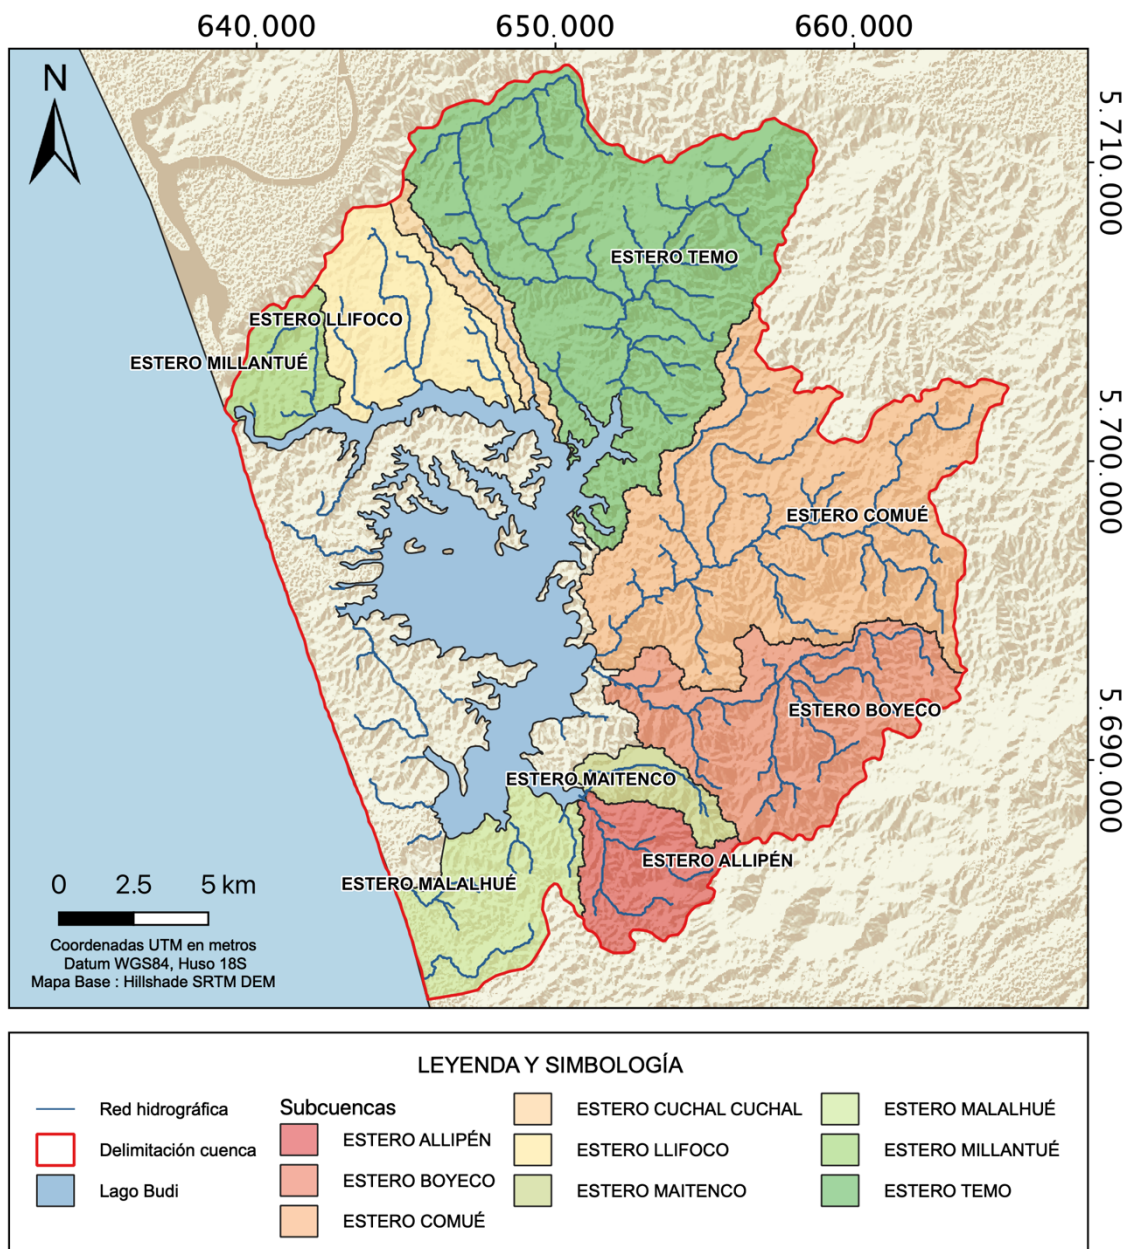 640.000
650.000
660.000
N
5.710.000
5.700.000
5.690.000
ESTERO TEMO
ESTERO LLIFOCO
ESTERO MILLANTUÉ
ESTERO COMUÉ
ESTERO BOYECO
ESTERO MAITENCO
ESTERO ALLIPÉN
ESTERO MALALHUÉ
0 2.5 5 km
Coordenadas UTM en metros
Datum WGS84, Huso 18S
Mapa Base : Hillshade SRTM DEM
LEYENDA Y SIMBOLOGÍA
Red hidrográfica
Delimitación cuenca
Lago Budi
Subcuencas
ESTERO ALLIPÉN
ESTERO BOYECO
ESTERO COMUÉ
ESTERO CUCHAL CUCHAL
ESTERO LLIFOCO
ESTERO MAITENCO
ESTERO MALALHUÉ
ESTERO MILLANTUÉ
ESTERO TEMO